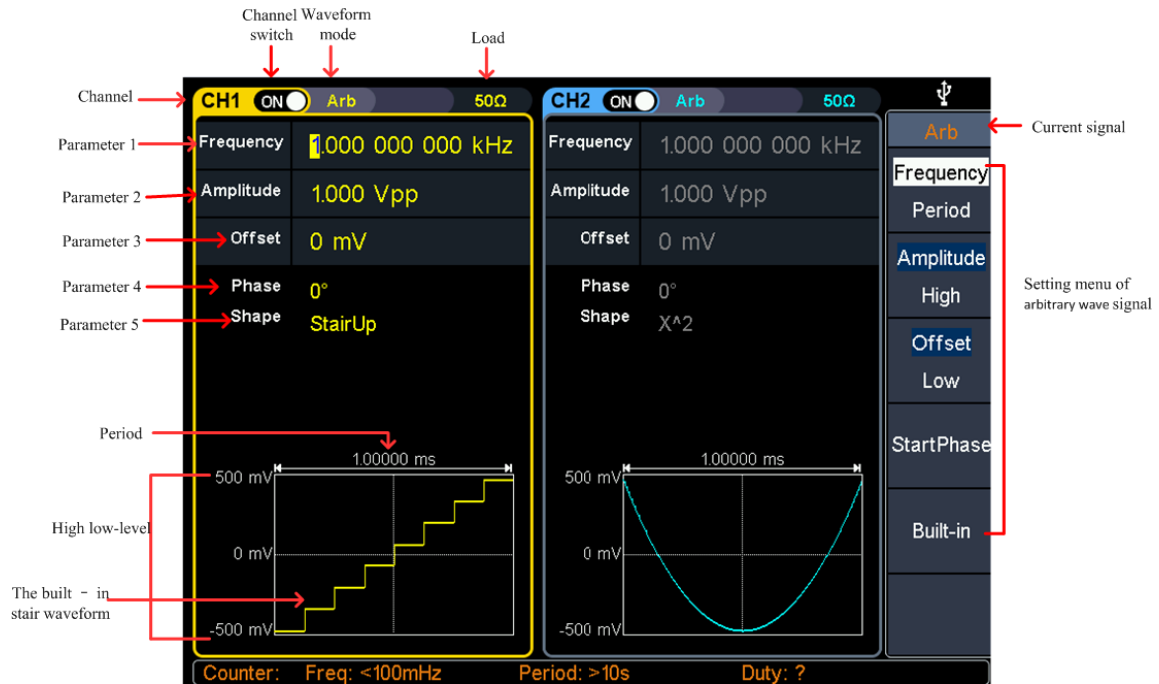 Channel switch
Waveform mode
Load
Channel
CH1 ON Arb 50Ω
CH2 ON Arb 50Ω
Current signal
Arb
Parameter 1
Frequency 1.000 000 000 kHz
Frequency 1.000 000 000 kHz
Frequency
Period
Parameter 2
Amplitude 1.000 Vpp
Amplitude 1.000 Vpp
Parameter 3
Offset 0 mV
Offset 0 mV
Amplitude
High
Parameter 4
Phase 0°
Phase 0°
Setting menu of
arbitrary wave signal
Parameter 5
Shape StairUp
Shape X^2
Offset
Low
StartPhase
Built-in
Period
1.00000 ms
500 mV
0 mV
-500 mV
1.00000 ms
500 mV
0 mV
-500 mV
High low-level
The built - in
stair waveform
Counter: Freq: <100mHz Period: >10s Duty: ?